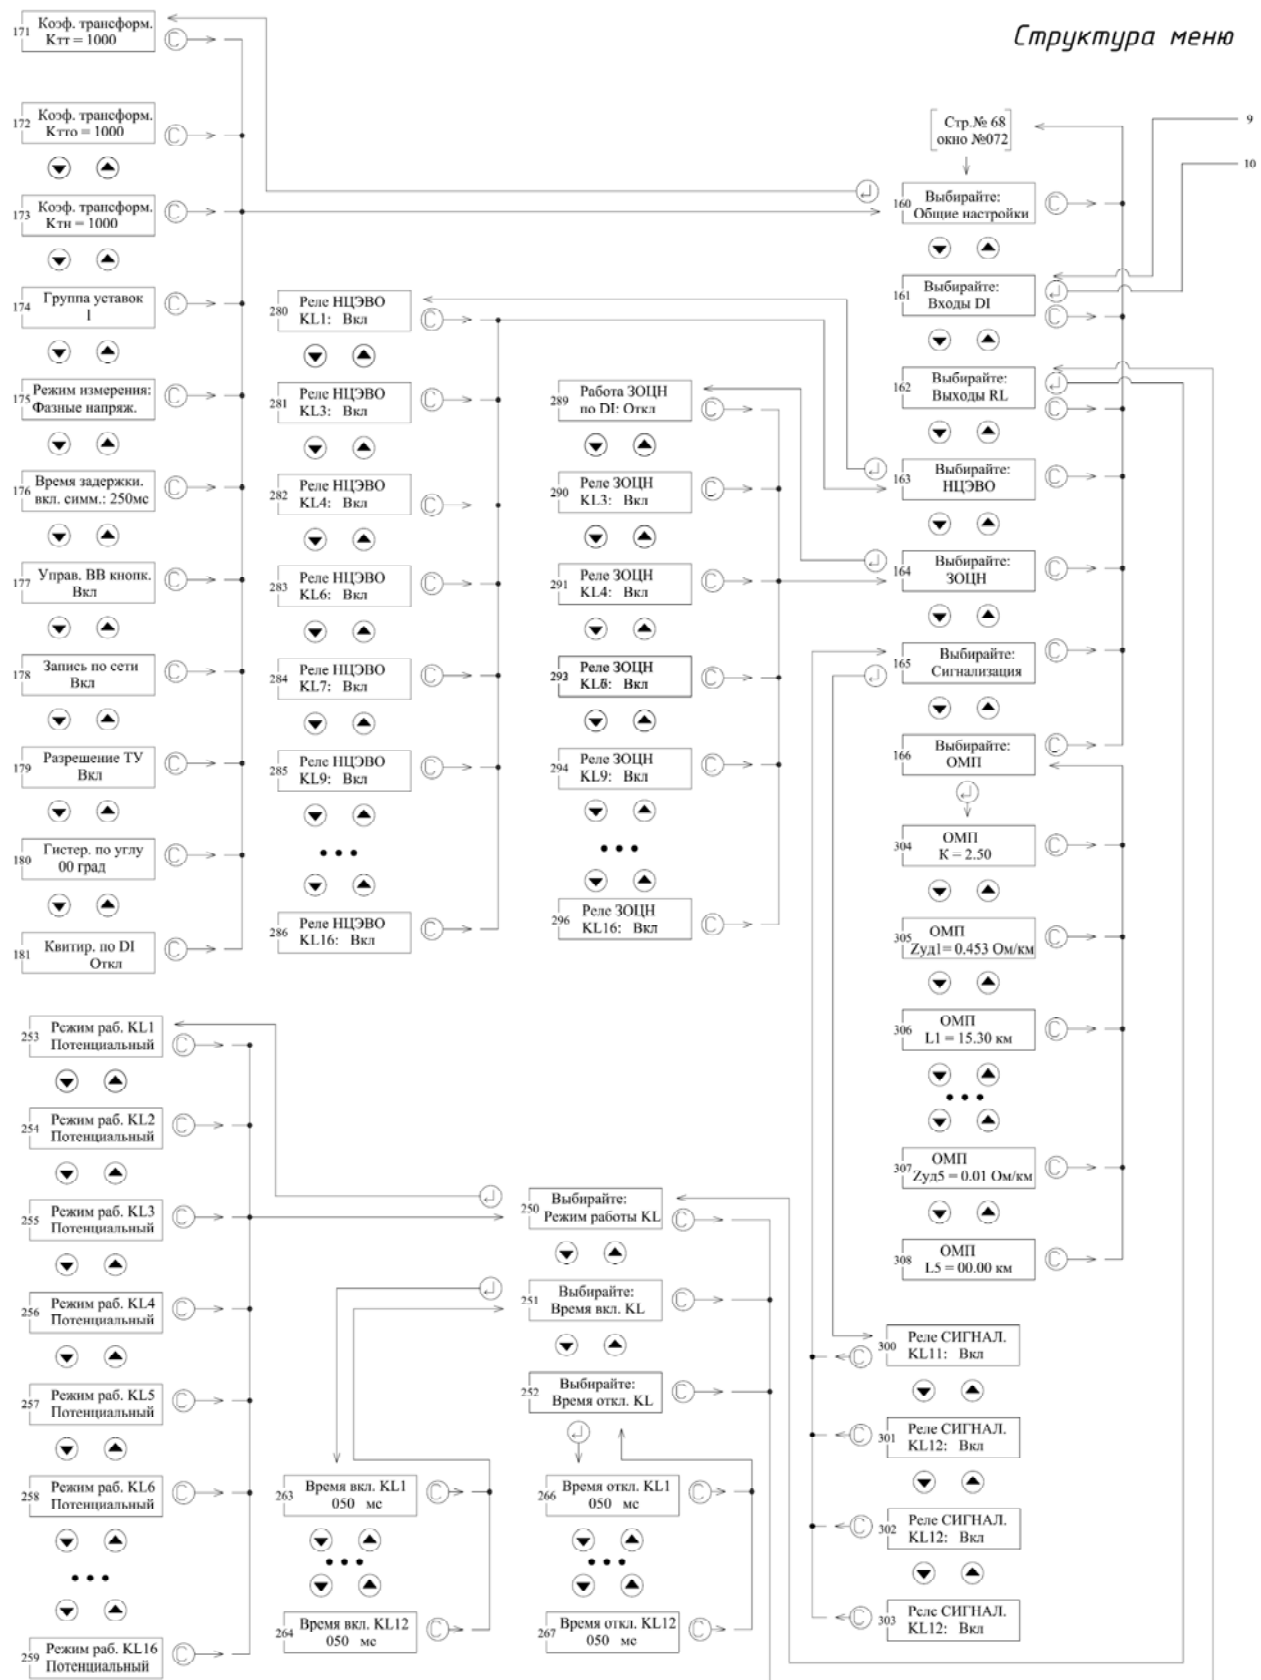 Структура меню
171 Коэф. трансформ.
Ктт = 1000
172 Коэф. трансформ.
Ктто = 1000
173 Коэф. трансформ.
Ктн = 1000
174 Группа уставок
1
175 Режим измерения:
Фазные напряж.
176 Время задержки.
вкл. симм.: 250мс
177 Управ. ВВ кнопк.
Вкл
178 Запись по сети
Вкл
179 Разрешение ТУ
Вкл
180 Гистер. по углу
00 град
181 Квитир. по DI
Откл
280 Реле НЦЭВО
KL1: Вкл
281 Реле НЦЭВО
KL3: Вкл
282 Реле НЦЭВО
KL4: Вкл
283 Реле НЦЭВО
KL6: Вкл
284 Реле НЦЭВО
KL7: Вкл
285 Реле НЦЭВО
KL9: Вкл
286 Реле НЦЭВО
KL16: Вкл
289 Работа ЗОЦН
по DI: Откл
290 Реле ЗОЦН
KL3: Вкл
291 Реле ЗОЦН
KL4: Вкл
293 Реле ЗОЦН
Вкл
294 Реле ЗОЦН
KL9: Вкл
296 Реле ЗОЦН
KL16: Вкл
Стр.№ 68
окно №072
9
10
160 Выбирайте:
Общие настройки
161 Выбирайте:
Входы DI
162 Выбирайте:
Выходы RL
163 Выбирайте:
НЦЭВО
164 Выбирайте:
ЗОЦН
165 Выбирайте:
Сигнализация
166 Выбирайте:
ОМП
304 ОМП
К = 2.50
305 ОМП
Zуд1= 0.453 Ом/км
306 ОМП
L1 = 15.30 км
307 ОМП
Zуд5 = 0.01 Ом/км
308 ОМП
L5 = 00.00 км
253 Режим раб. KL1
Потенциальный
254 Режим раб. KL2
Потенциальный
255 Режим раб. KL3
Потенциальный
256 Режим раб. KL4
Потенциальный
257 Режим раб. KL5
Потенциальный
258 Режим раб. KL6
Потенциальный
259 Режим раб. KL16
Потенциальный
250 Выбирайте:
Режим работы KL
251 Выбирайте:
Время вкл. KL
252 Выбирайте:
Время откл. KL
263 Время вкл. KL1
050 мс
264 Время вкл. KL12
050 мс
266 Время откл. KL1
050 мс
267 Время откл. KL12
050 мс
300 Реле СИГНАЛ.
KL11: Вкл
301 Реле СИГНАЛ.
KL12: Вкл
302 Реле СИГНАЛ.
KL12: Вкл
303 Реле СИГНАЛ.
KL12: Вкл